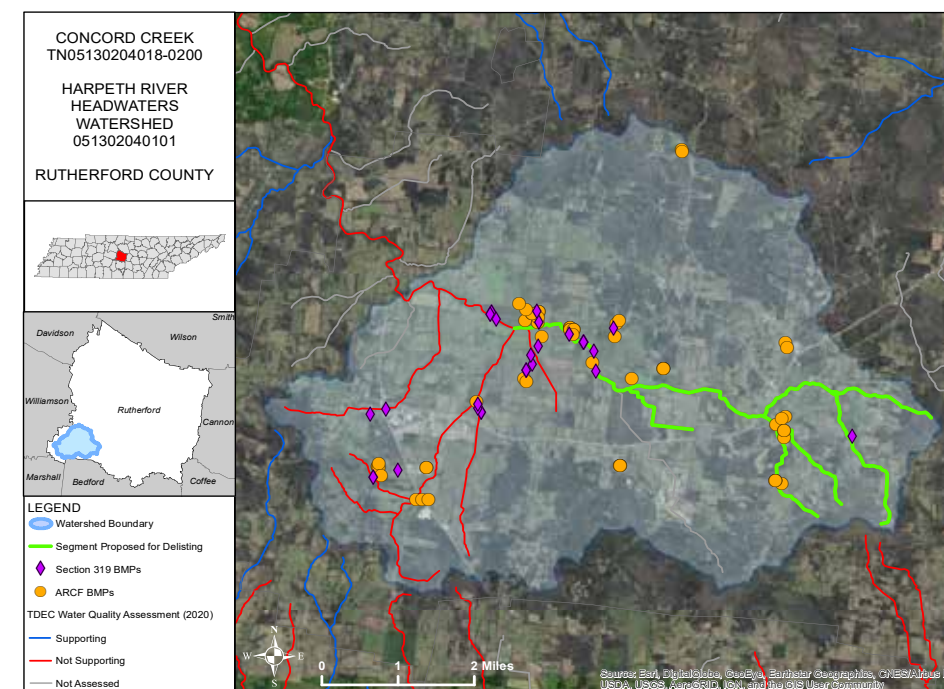 CONCORD CREEK
TN05130204018-0200
HARPETH RIVER
HEADWATERS
WATERSHED
051302040101
RUTHERFORD COUNTY
Smith
Davidson
Wilson
Williamson
Rutherford
Cannon
Marshall
Bedford
Coffee
LEGEND
Watershed Boundary
Segment Proposed for Delisting
Section 319 BMPs
ARCF BMPs
TDEC Water Quality Assessment (2020)
Supporting
Not Supporting
Not Assessed
N
W E
S
0 1 2 Miles
Source: Esri, DigitalGlobe, GeoEye, Earthstar Geographics, CNES/Airbus
USDA, USGS, AeroGRID, IGN, and the GIS User Community